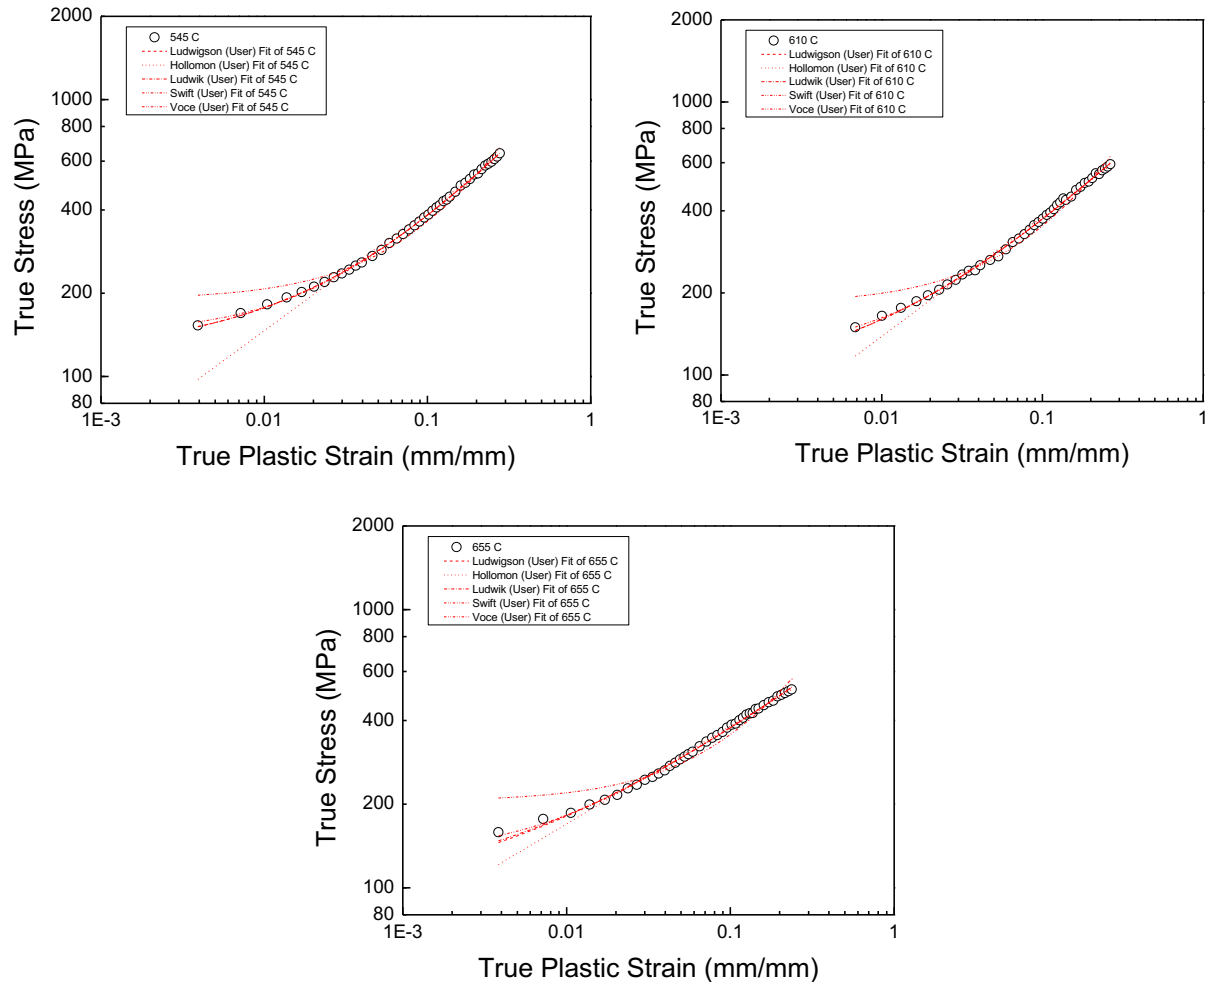 2000
1000
800
600
400
200
100
80
True Stress (MPa)
545 C
Ludwigson (User) Fit of 545 C
Hollomon (User) Fit of 545 C
Ludwik (User) Fit of 545 C
Swift (User) Fit of 545 C
Voce (User) Fit of 545 C
1E-3 0.01 0.1 1
True Plastic Strain (mm/mm)
2000
1000
800
600
400
200
100
80
True Stress (MPa)
610 C
Ludwigson (User) Fit of 610 C
Hollomon (User) Fit of 610 C
Ludwik (User) Fit of 610 C
Swift (User) Fit of 610 C
Voce (User) Fit of 610 C
1E-3 0.01 0.1 1
True Plastic Strain (mm/mm)
2000
1000
800
600
400
200
100
80
True Stress (MPa)
655 C
Ludwigson (User) Fit of 655 C
Hollomon (User) Fit of 655 C
Ludwik (User) Fit of 655 C
Swift (User) Fit of 655 C
Voce (User) Fit of 655 C
1E-3 0.01 0.1 1
True Plastic Strain (mm/mm)